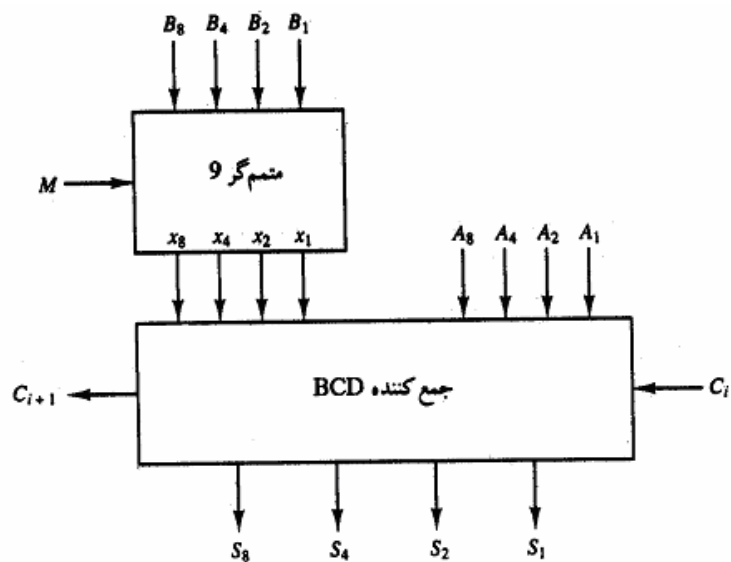 B₈ B₄ B₂ B₁
متمم‌گر 9
M
x₈ x₄ x₂ x₁
A₈ A₄ A₂ A₁
جمع کننده BCD
Cᵢ₊₁
Cᵢ
S₈ S₄ S₂ S₁